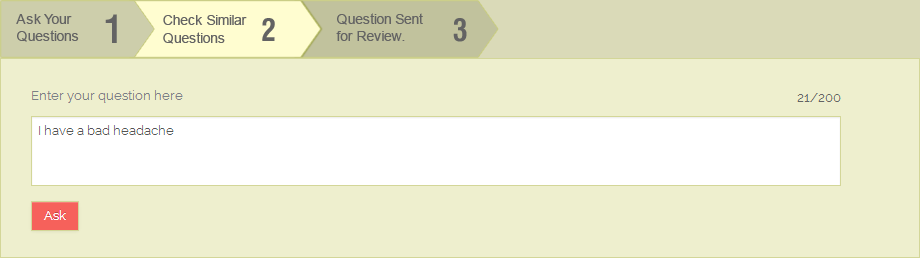 Ask Your
Questions
1
Check Similar
Questions
2
Question Sent
for Review.
3
Enter your question here
21/200
I have a bad headache
Ask